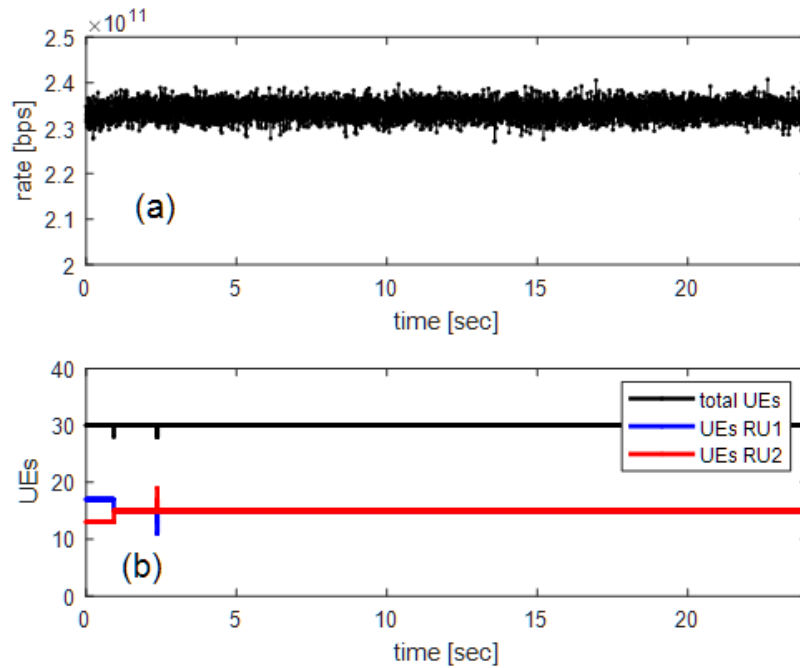 ×10^11
2.5
2.4
2.3
2.2
2.1
2
rate [bps]
(a)
0 5 10 15 20
time [sec]
40
30
20
10
0
UEs
total UEs
UEs RU1
UEs RU2
(b)
0 5 10 15 20
time [sec]